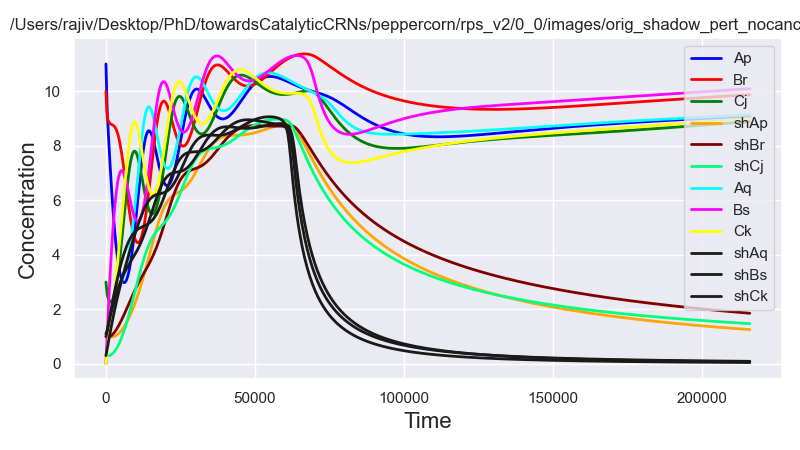 /Users/rajiv/Desktop/PhD/towardsCatalyticCRNs/peppercorn/rps_v2/0_0/images/orig_shadow_pert_nocanc
Concentration
10
8
6
4
2
0
0 50000 100000 150000 200000
Time
Ap
Br
Cj
shAp
shBr
shCj
Aq
Bs
Ck
shAq
shBs
shCk